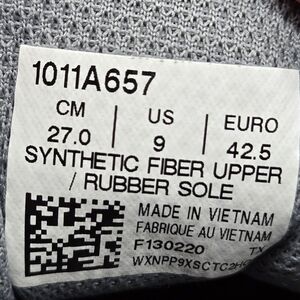 1011A657
CM | US | EURO
27.0 | 9 | 42.5
SYNTHETIC FIBER UPPER
/ RUBBER SOLE
MADE IN VIETNAM
FABRIQUE AU VIETNAM
F130220 TX